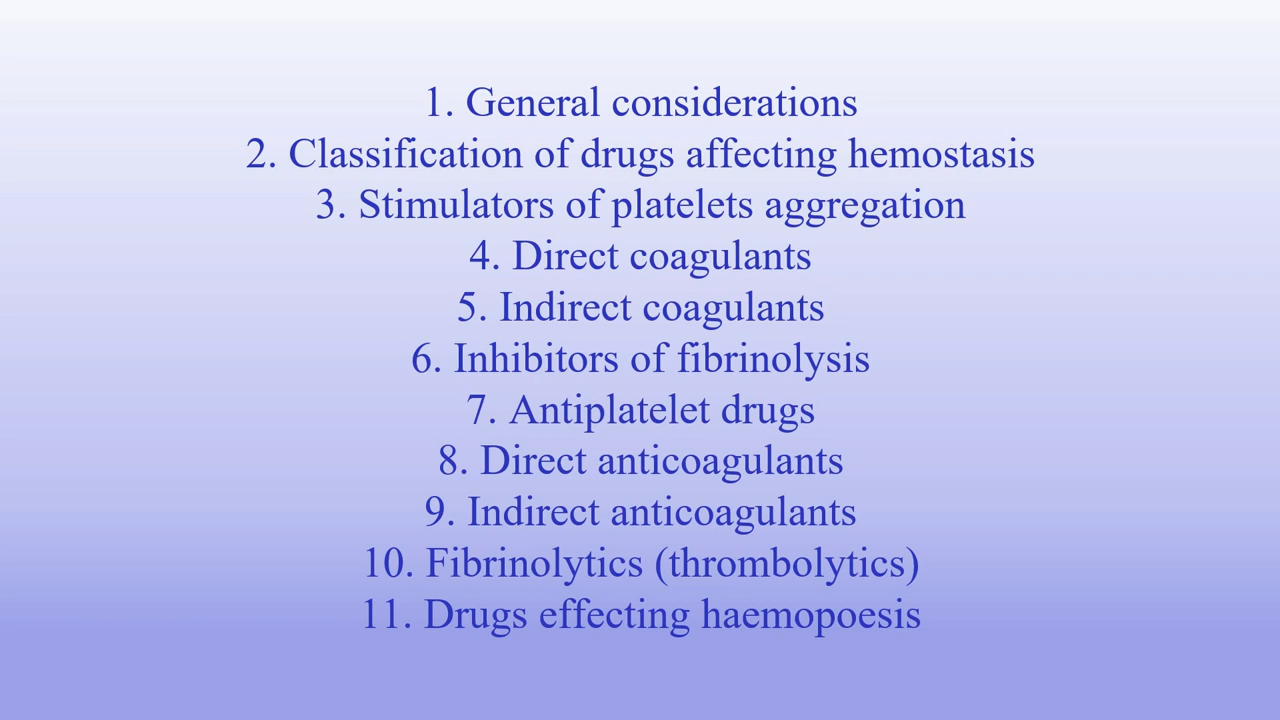 1. General considerations
2. Classification of drugs affecting hemostasis
3. Stimulators of platelets aggregation
4. Direct coagulants
5. Indirect coagulants
6. Inhibitors of fibrinolysis
7. Antiplatelet drugs
8. Direct anticoagulants
9. Indirect anticoagulants
10. Fibrinolytics (thrombolytics)
11. Drugs effecting haemopoesis